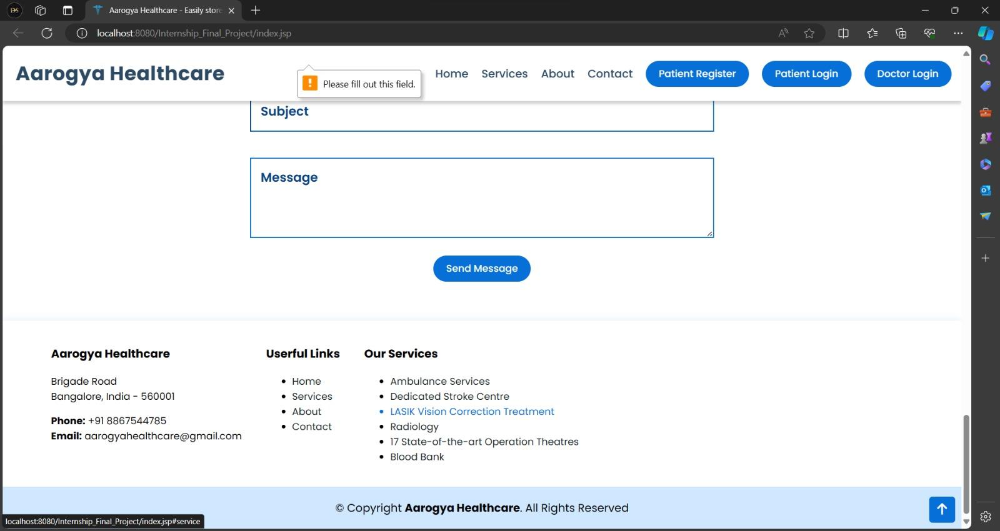 Aarogya Healthcare - Easily store
localhost:8080/Internship_Final_Project/index.jsp
Aarogya Healthcare
Please fill out this field.
Home
Services
About
Contact
Patient Register
Patient Login
Doctor Login
Subject
Message
Send Message
Aarogya Healthcare
Brigade Road
Bangalore, India - 560001
Phone: +91 8867544785
Email: aarogyahealthcare@gmail.com
Userful Links
Home
Services
About
Contact
Our Services
Ambulance Services
Dedicated Stroke Centre
LASIK Vision Correction Treatment
Radiology
17 State-of-the-art Operation Theatres
Blood Bank
© Copyright Aarogya Healthcare. All Rights Reserved
localhost:8080/Internship_Final_Project/index.jsp#service